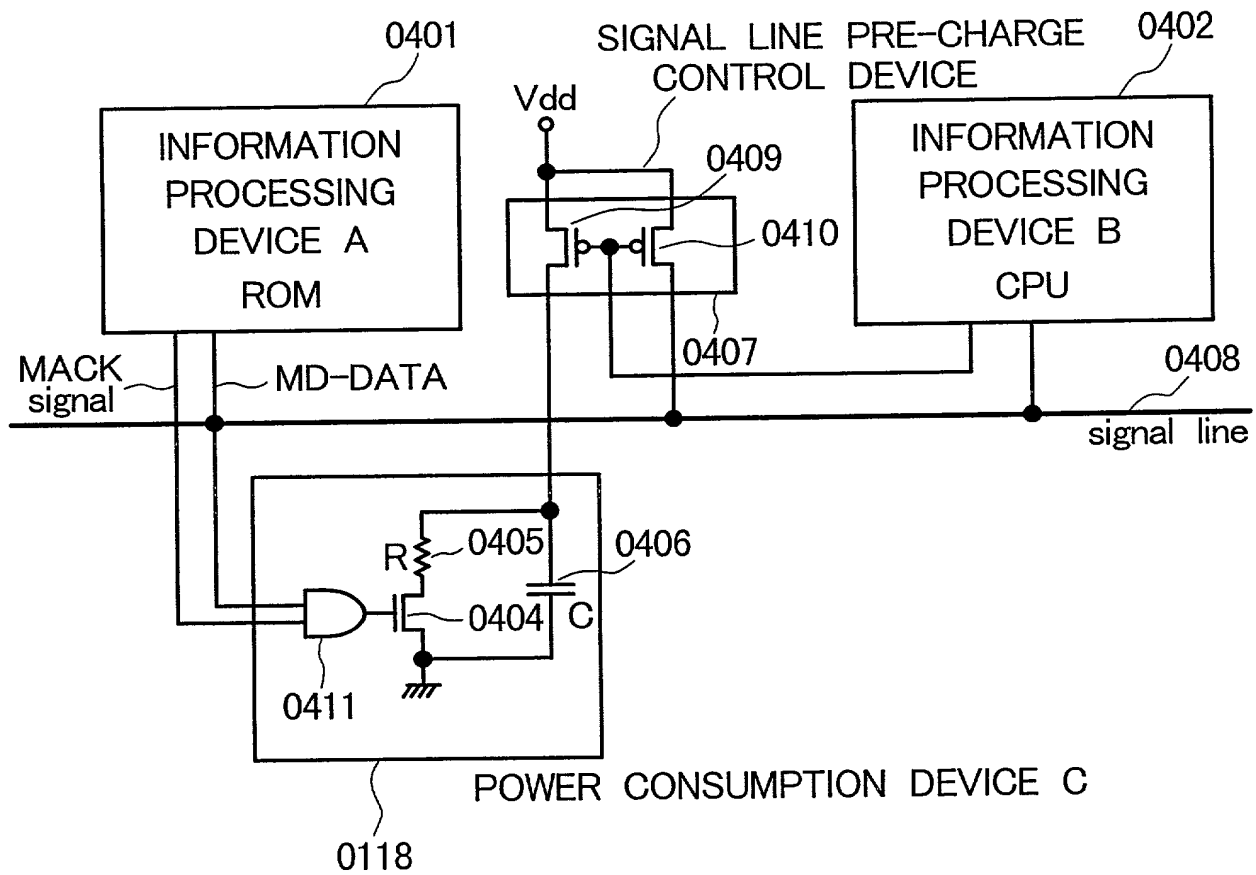 0401
SIGNAL LINE PRE-CHARGE
CONTROL DEVICE
0402
Vdd
INFORMATION
PROCESSING
DEVICE A
ROM
0409
0410
INFORMATION
PROCESSING
DEVICE B
CPU
0407
MACK
signal
MD-DATA
0408
signal line
R
0405
0406
0404
C
0411
POWER CONSUMPTION DEVICE C
0118